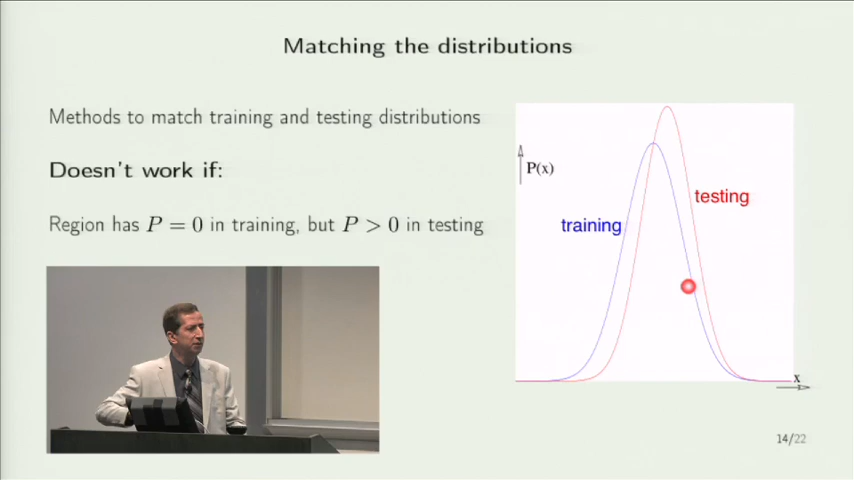 Matching the distributions
Methods to match training and testing distributions
Doesn't work if:
Region has P = 0 in training, but P > 0 in testing
P(x)
testing
training
x
14/22